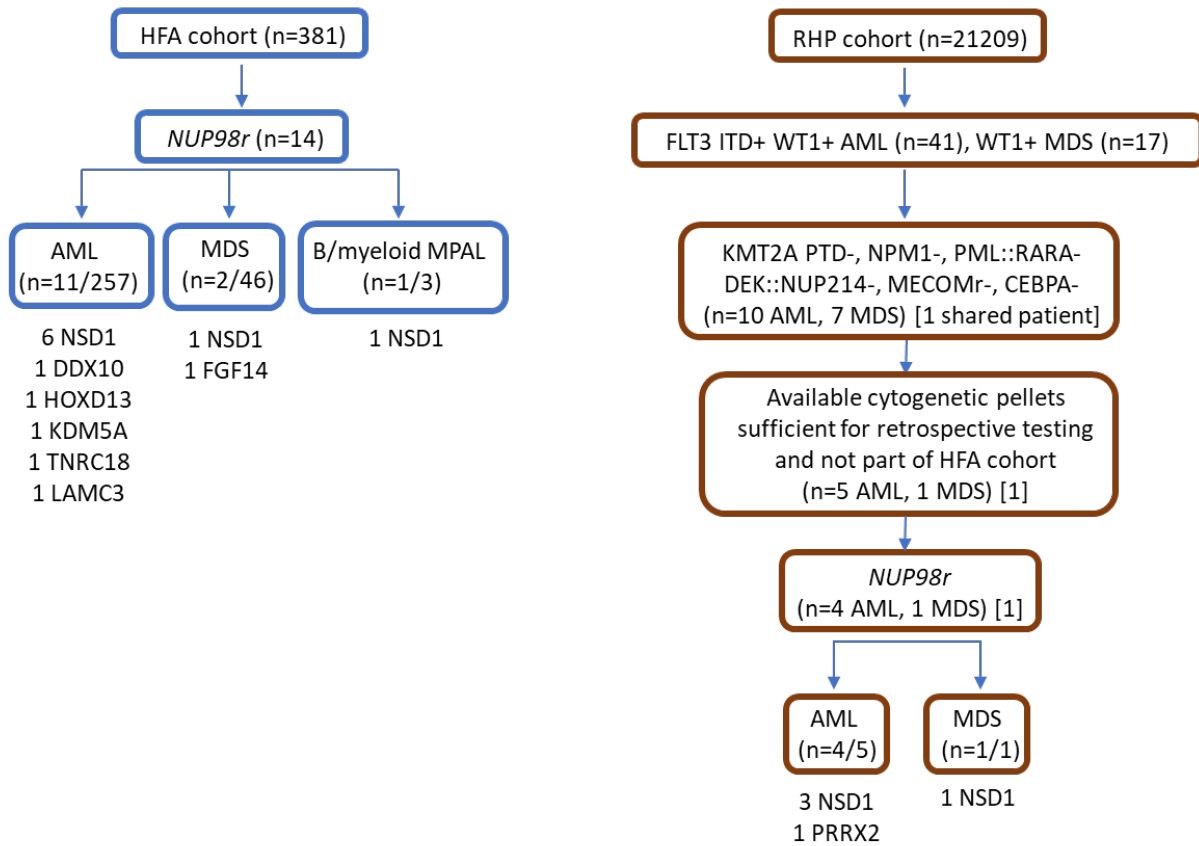 HFA cohort (n=381)
NUP98r (n=14)
AML
(n=11/257)
MDS
(n=2/46)
B/myeloid MPAL
(n=1/3)
6 NSD1
1 DDX10
1 HOXD13
1 KDM5A
1 TNRC18
1 LAMC3
1 NSD1
1 FGF14
1 NSD1
RHP cohort (n=21209)
FLT3 ITD+ WT1+ AML (n=41), WT1+ MDS (n=17)
KMT2A PTD-, NPM1-, PML::RARA-
DEK::NUP214-, MECOMr-, CEBPA-
(n=10 AML, 7 MDS) [1 shared patient]
Available cytogenetic pellets
sufficient for retrospective testing
and not part of HFA cohort
(n=5 AML, 1 MDS) [1]
NUP98r
(n=4 AML, 1 MDS) [1]
AML
(n=4/5)
MDS
(n=1/1)
3 NSD1
1 PRRX2
1 NSD1